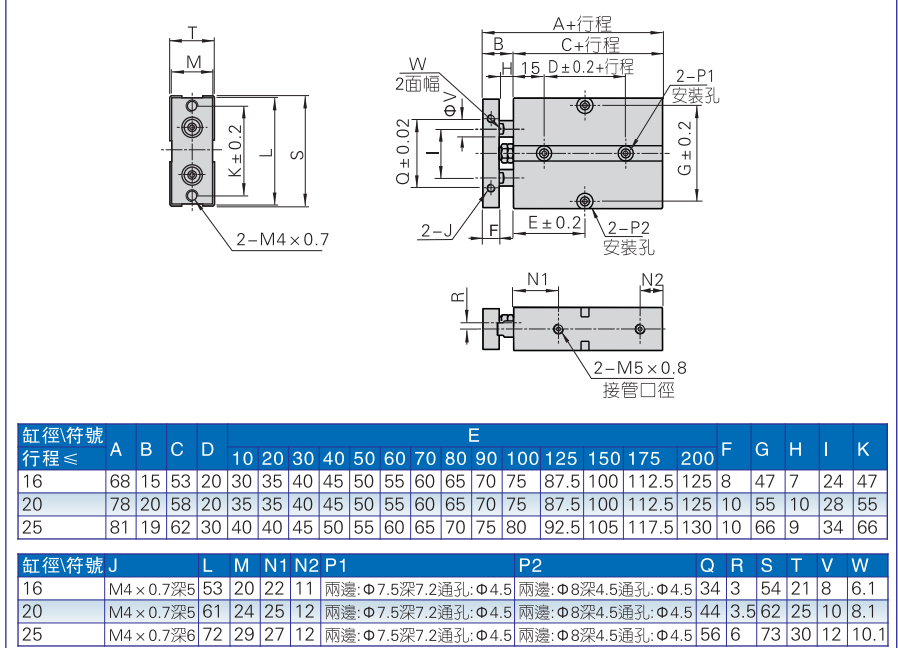 T
M
K±0.2
L
S
2-M4×0.7
A+行程
B
C+行程
W
H
15
D±0.2+行程
2面幅
2-P1
安裝孔
ΦV
Q±0.02
I
G±0.2
2-J
F
E±0.2
2-P2
安裝孔
N1
N2
R
2-M5×0.8
接管口徑
缸徑\符號 A B C D E F G H I K
行程≤ 10 20 30 40 50 60 70 80 90 100 125 150 175 200
16 68 15 53 20 30 35 40 45 50 55 60 65 70 75 87.5 100 112.5 125 8 47 7 24 47
20 78 20 58 20 35 35 40 45 50 55 60 65 70 75 87.5 100 112.5 125 10 55 10 28 55
25 81 19 62 30 40 40 45 50 55 60 65 70 75 80 92.5 105 117.5 130 10 66 9 34 66
缸徑\符號 J L M N1 N2 P1 P2 Q R S T V W
16 M4×0.7深5 53 20 22 11 兩邊:Φ7.5深7.2通孔:Φ4.5 兩邊:Φ8深4.5通孔:Φ4.5 34 3 54 21 8 6.1
20 M4×0.7深5 61 24 25 12 兩邊:Φ7.5深7.2通孔:Φ4.5 兩邊:Φ8深4.5通孔:Φ4.5 44 3.5 62 25 10 8.1
25 M4×0.7深6 72 29 27 12 兩邊:Φ7.5深7.2通孔:Φ4.5 兩邊:Φ8深4.5通孔:Φ4.5 56 6 73 30 12 10.1